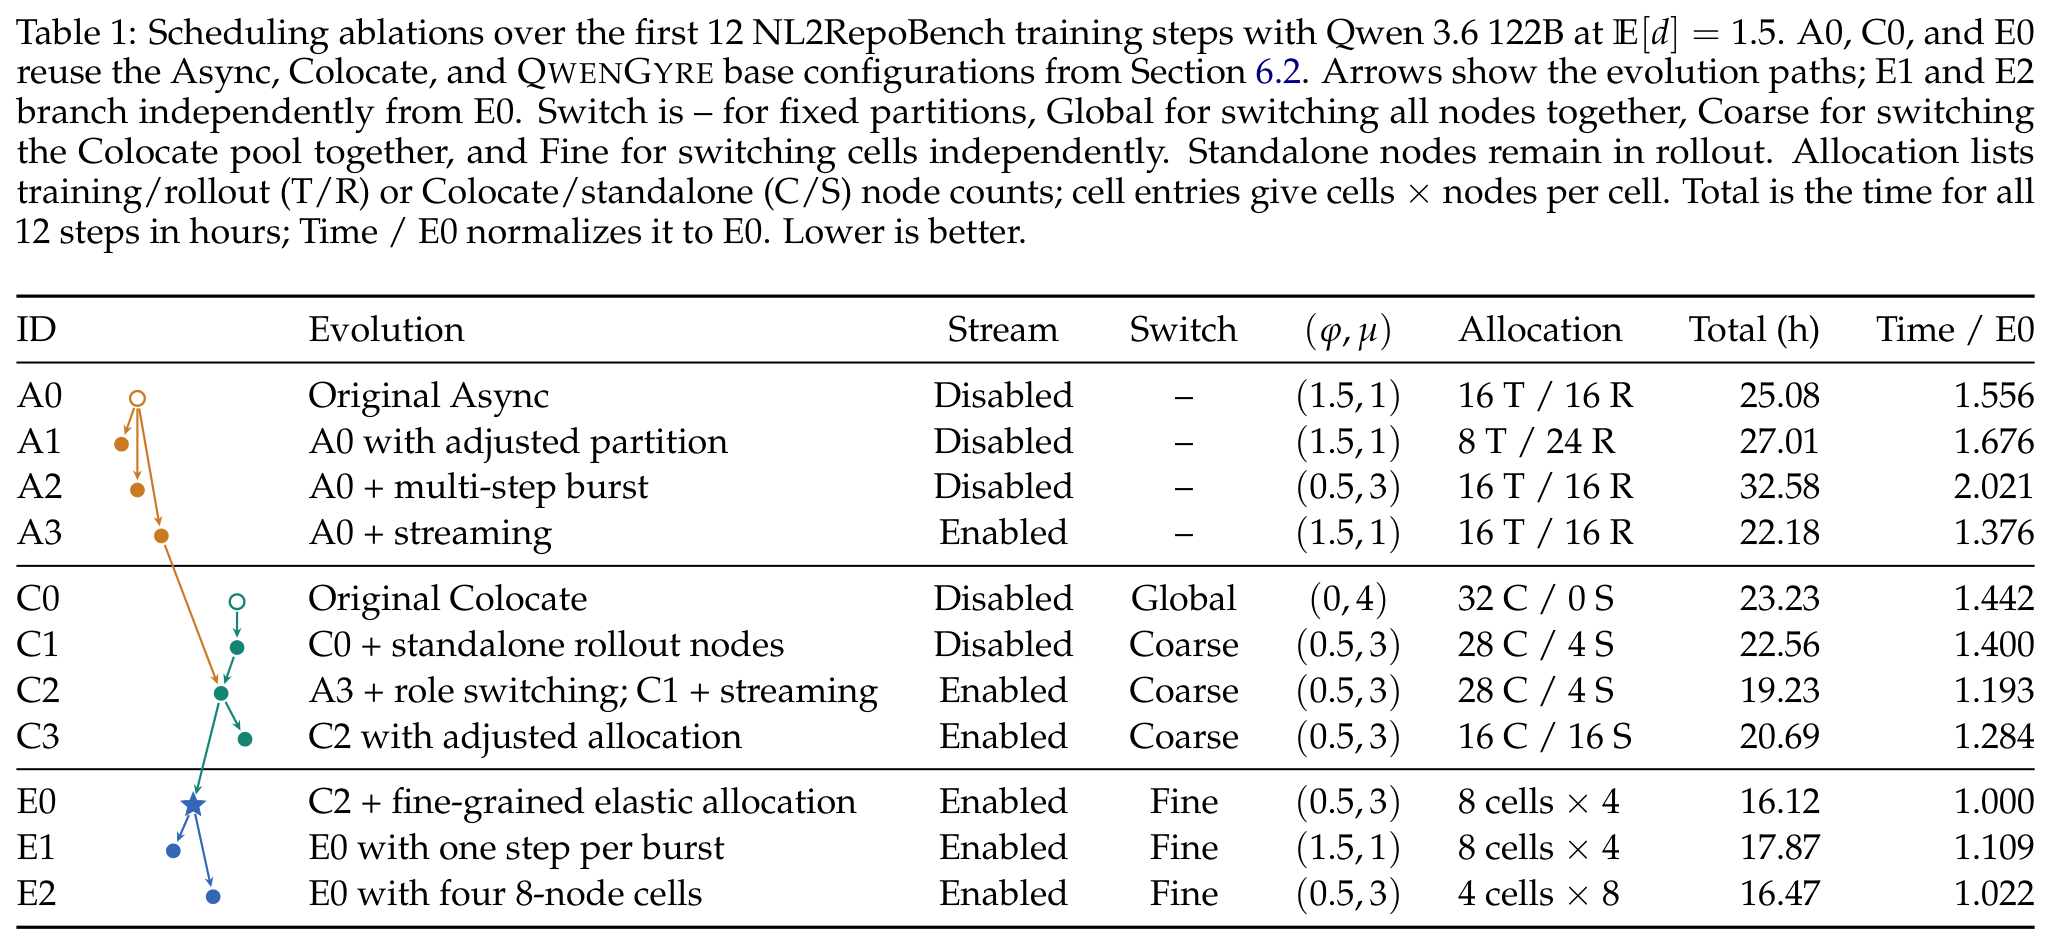 Table 1: Scheduling ablations over the first 12 NL2RepoBench training steps with Qwen 3.6 122B at 𝔼[d] = 1.5. A0, C0, and E0
reuse the Async, Colocate, and QWENGYRE base configurations from Section 6.2. Arrows show the evolution paths; E1 and E2
branch independently from E0. Switch is – for fixed partitions, Global for switching all nodes together, Coarse for switching
the Colocate pool together, and Fine for switching cells independently. Standalone nodes remain in rollout. Allocation lists
training/rollout (T/R) or Colocate/standalone (C/S) node counts; cell entries give cells × nodes per cell. Total is the time for all
12 steps in hours; Time / E0 normalizes it to E0. Lower is better.
ID Evolution Stream Switch (φ, μ) Allocation Total (h) Time / E0
A0 Original Async Disabled – (1.5, 1) 16 T / 16 R 25.08 1.556
A1 A0 with adjusted partition Disabled – (1.5, 1) 8 T / 24 R 27.01 1.676
A2 A0 + multi-step burst Disabled – (0.5, 3) 16 T / 16 R 32.58 2.021
A3 A0 + streaming Enabled – (1.5, 1) 16 T / 16 R 22.18 1.376
C0 Original Colocate Disabled Global (0, 4) 32 C / 0 S 23.23 1.442
C1 C0 + standalone rollout nodes Disabled Coarse (0.5, 3) 28 C / 4 S 22.56 1.400
C2 A3 + role switching; C1 + streaming Enabled Coarse (0.5, 3) 28 C / 4 S 19.23 1.193
C3 C2 with adjusted allocation Enabled Coarse (0.5, 3) 16 C / 16 S 20.69 1.284
E0 C2 + fine-grained elastic allocation Enabled Fine (0.5, 3) 8 cells × 4 16.12 1.000
E1 E0 with one step per burst Enabled Fine (1.5, 1) 8 cells × 4 17.87 1.109
E2 E0 with four 8-node cells Enabled Fine (0.5, 3) 4 cells × 8 16.47 1.022